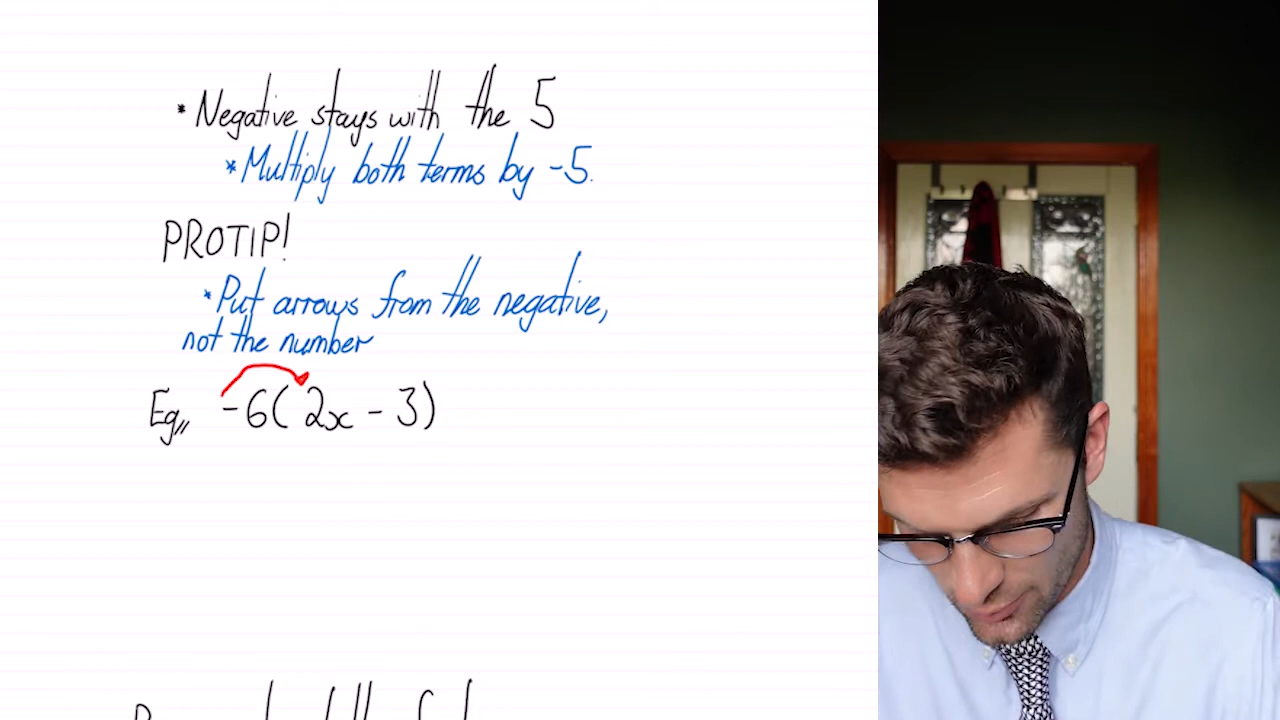 * Negative stays with the 5
* Multiply both terms by -5.
PROTIP!
* Put arrows from the negative,
not the number
Eg,, -6(2x - 3)